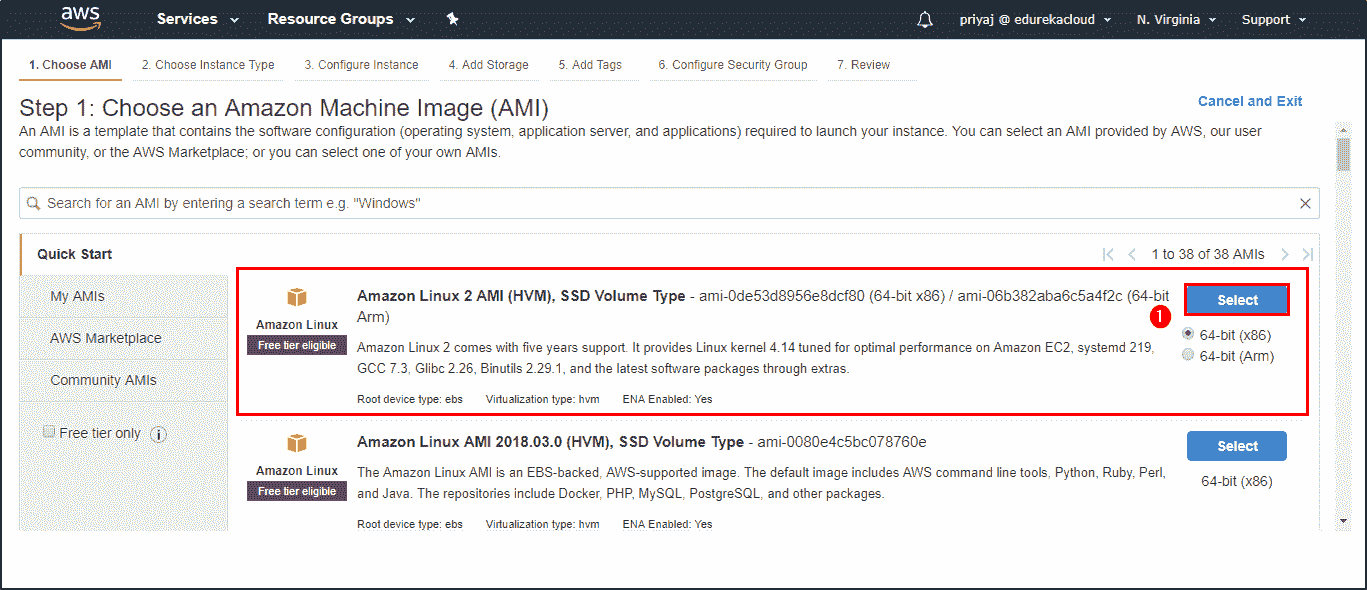 aws
Services Resource Groups priyaj @ edurekacloud N. Virginia Support
1. Choose AMI 2. Choose Instance Type 3. Configure Instance 4. Add Storage 5. Add Tags 6. Configure Security Group 7. Review
Step 1: Choose an Amazon Machine Image (AMI)
Cancel and Exit
An AMI is a template that contains the software configuration (operating system, application server, and applications) required to launch your instance. You can select an AMI provided by AWS, our user
community, or the AWS Marketplace; or you can select one of your own AMIs.
Search for an AMI by entering a search term e.g. "Windows"
Quick Start
My AMIs
AWS Marketplace
Community AMIs
Free tier only
1 to 38 of 38 AMIs
Amazon Linux
Free tier eligible
Amazon Linux 2 AMI (HVM), SSD Volume Type - ami-0de53d8956e8dcf80 (64-bit x86) / ami-06b382aba6c5a4f2c (64-bit
Arm)
Amazon Linux 2 comes with five years support. It provides Linux kernel 4.14 tuned for optimal performance on Amazon EC2, systemd 219,
GCC 7.3, Glibc 2.26, Binutils 2.29.1, and the latest software packages through extras.
Root device type: ebs Virtualization type: hvm ENA Enabled: Yes
1
Select
64-bit (x86)
64-bit (Arm)
Amazon Linux
Free tier eligible
Amazon Linux AMI 2018.03.0 (HVM), SSD Volume Type - ami-0080e4c5bc078760e
The Amazon Linux AMI is an EBS-backed, AWS-supported image. The default image includes AWS command line tools, Python, Ruby, Perl,
and Java. The repositories include Docker, PHP, MySQL, PostgreSQL, and other packages.
Root device type: ebs Virtualization type: hvm ENA Enabled: Yes
Select
64-bit (x86)